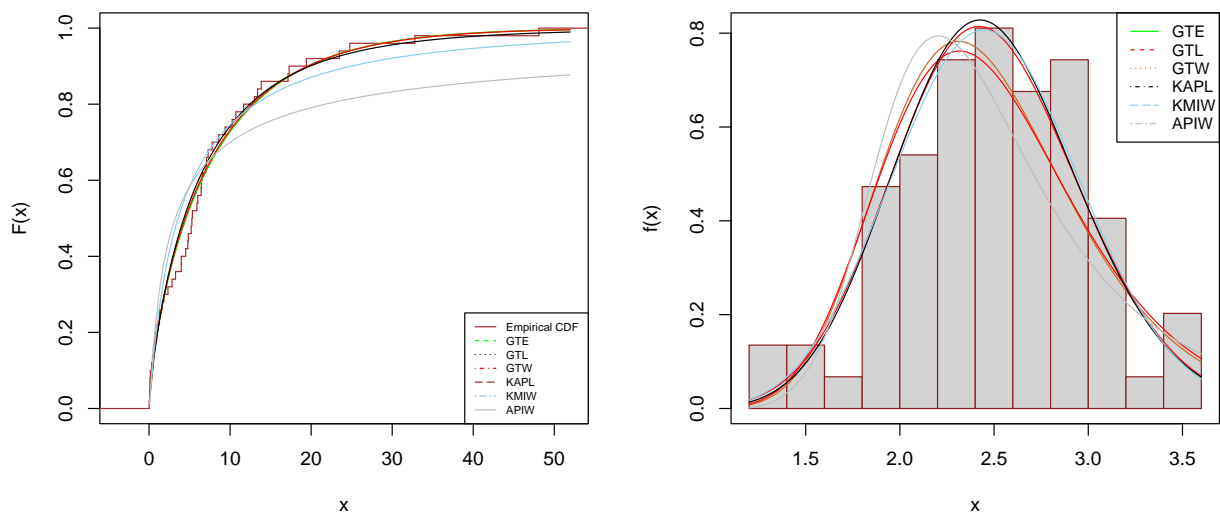 F(x)
1.0
0.8
0.6
0.4
0.2
0.0
Empirical CDF
GTE
GTL
GTW
KAPL
KMIW
APIW
0 10 20 30 40 50
x
f(x)
0.8
0.6
0.4
0.2
0.0
GTE
GTL
GTW
KAPL
KMIW
APIW
1.5 2.0 2.5 3.0 3.5
x